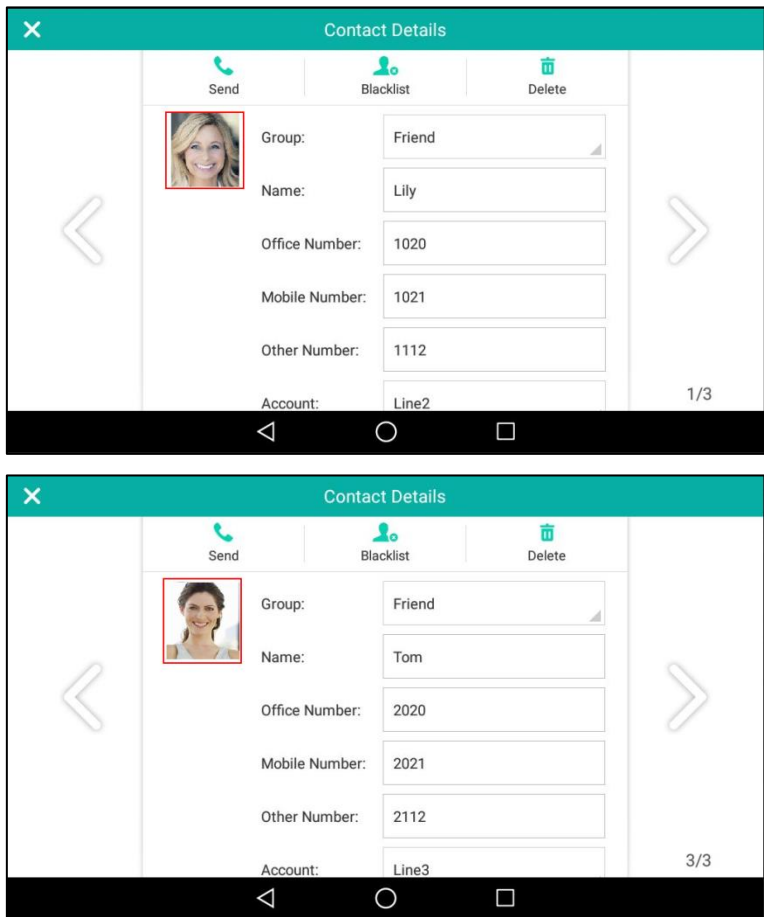 Contact Details
Send Blacklist Delete
Group: Friend
Name: Lily
Office Number: 1020
Mobile Number: 1021
Other Number: 1112
Account: Line2
1/3
Contact Details
Send Blacklist Delete
Group: Friend
Name: Tom
Office Number: 2020
Mobile Number: 2021
Other Number: 2112
Account: Line3
3/3